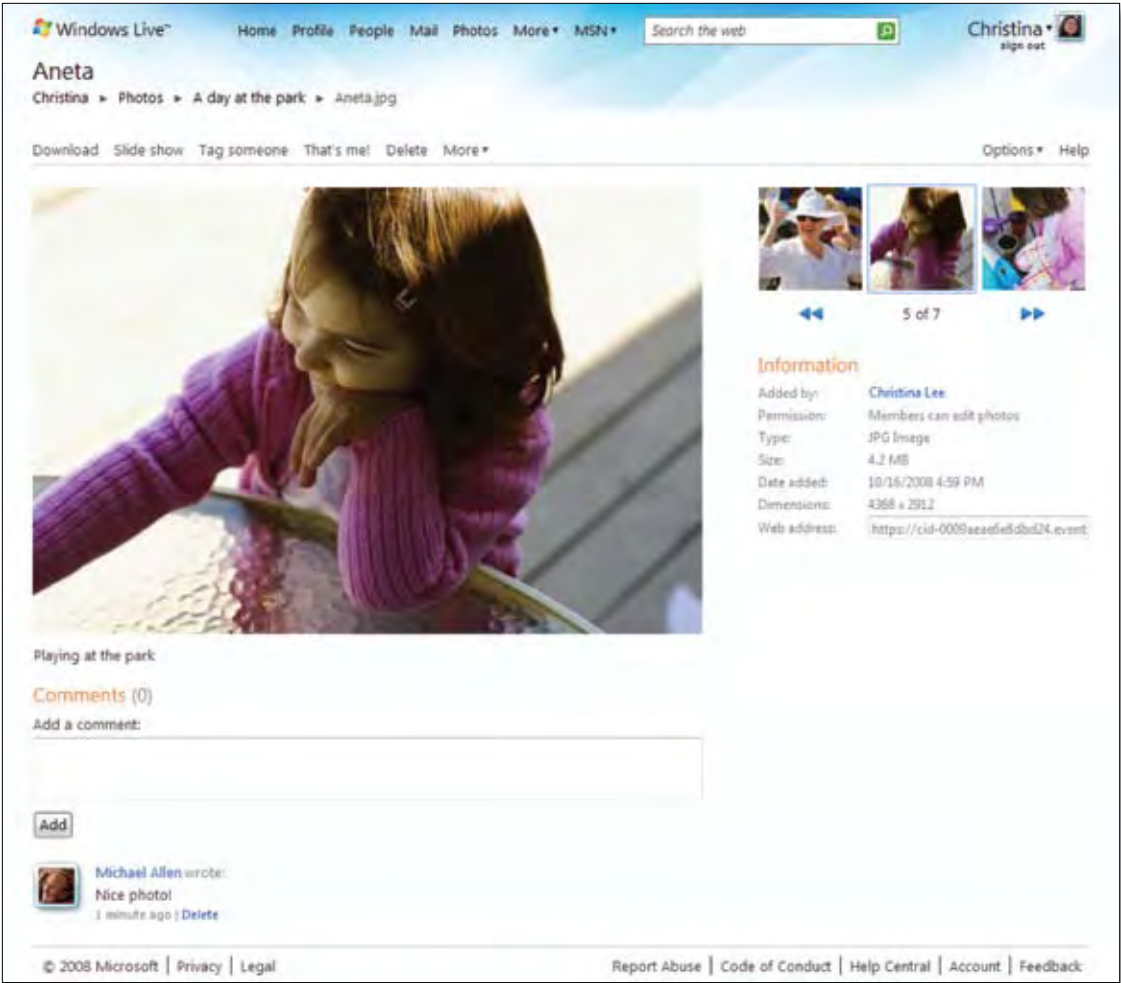 Windows Live™
Home Profile People Mail Photos More MSN
Search the web
Christina
sign out
Aneta
Christina ▸ Photos ▸ A day at the park ▸ Aneta.jpg
Download Slide show Tag someone That's me! Delete More
Options Help
5 of 7
Information
Added by: Christina Lee
Permission: Members can edit photos
Type: JPG Image
Size: 4.2 MB
Date added: 10/16/2008 4:59 PM
Dimensions: 4368 x 2912
Web address:
Playing at the park
Comments (0)
Add a comment:
Add
Michael Allen wrote:
Nice photo!
1 minute ago | Delete
© 2008 Microsoft | Privacy | Legal
Report Abuse | Code of Conduct | Help Central | Account | Feedback